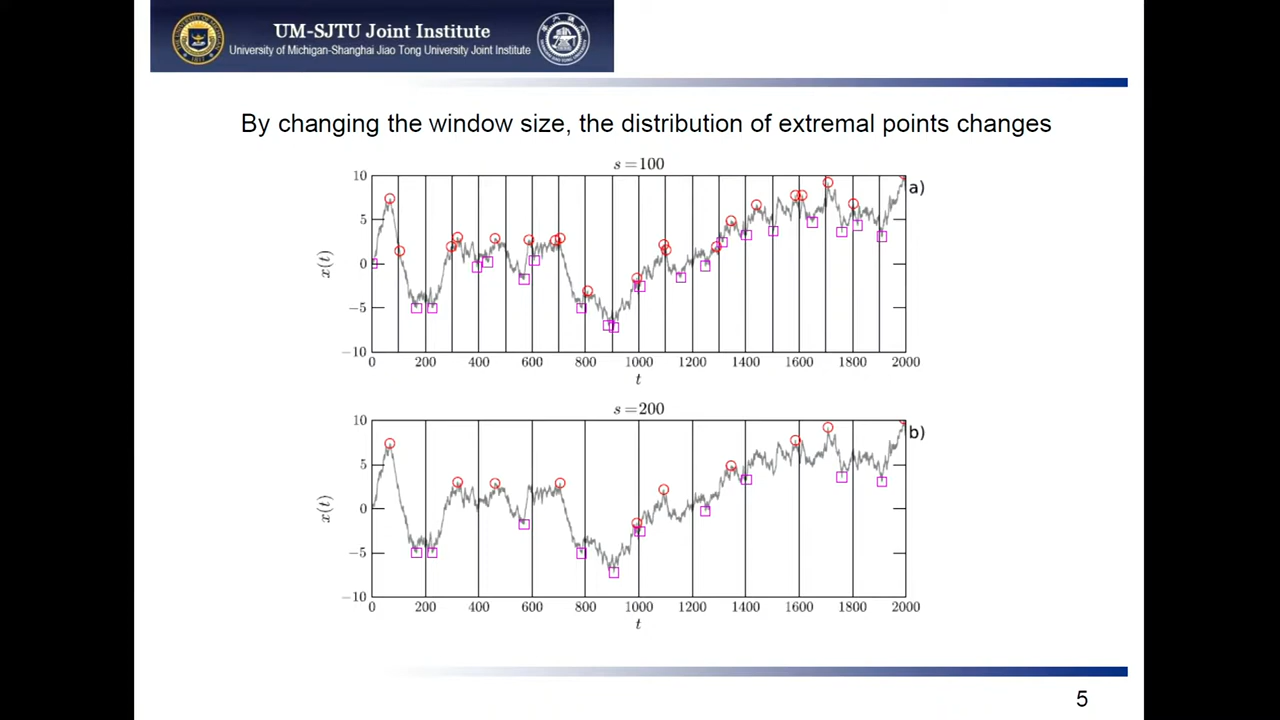 UM-SJTU Joint Institute
University of Michigan-Shanghai Jiao Tong University Joint Institute
By changing the window size, the distribution of extremal points changes
s = 100
a)
10
5
0
−5
−10
x(t)
0 200 400 600 800 1000 1200 1400 1600 1800 2000
t
s = 200
b)
10
5
0
−5
−10
x(t)
0 200 400 600 800 1000 1200 1400 1600 1800 2000
t
5